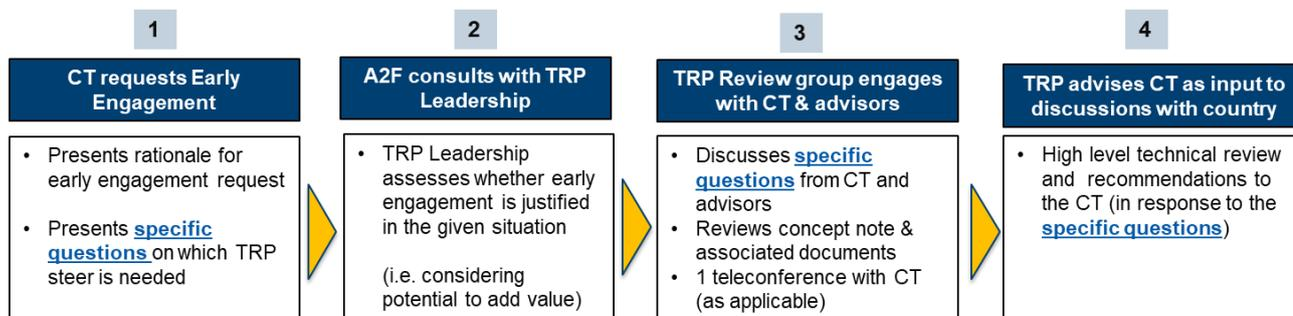 1
CT requests Early
Engagement
• Presents rationale for
early engagement request
• Presents specific
questions on which TRP
steer is needed
2
A2F consults with TRP
Leadership
• TRP Leadership
assesses whether early
engagement is justified
in the given situation
(i.e. considering
potential to add value)
3
TRP Review group engages
with CT & advisors
• Discusses specific
questions from CT and
advisors
• Reviews concept note &
associated documents
• 1 teleconference with CT
(as applicable)
4
TRP advises CT as input to
discussions with country
• High level technical review
and recommendations to
the CT (in response to the
specific questions)